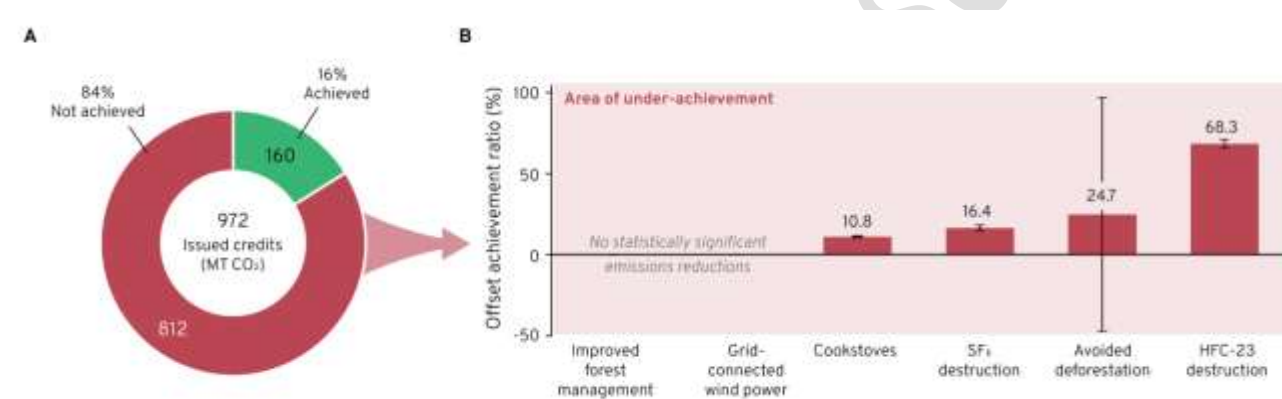 A
84%
Not achieved
16%
Achieved
160
972
Issued credits
(MT CO₂)
812
B
Offset achievement ratio (%)
100
50
0
-50
Area of under-achievement
No statistically significant
emissions reductions
10.8
16.4
24.7
68.3
Improved
forest
management
Grid-
connected
wind power
Cookstoves
SF₆
destruction
Avoided
deforestation
HFC-23
destruction